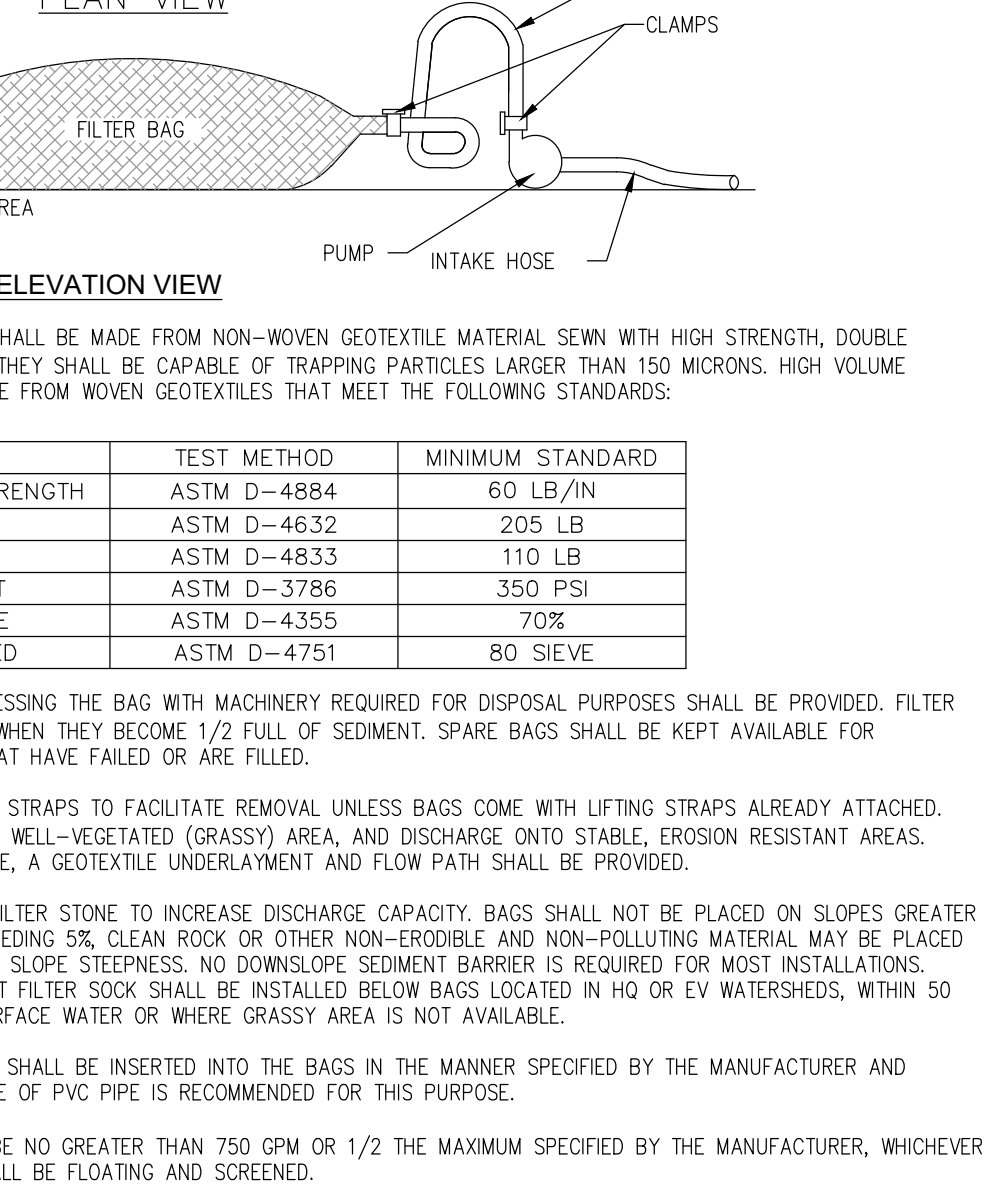 PLAN VIEW
CLAMPS
FILTER BAG
PUMP
INTAKE HOSE
ELEVATION VIEW
BE MADE FROM NON-WOVEN GEOTEXTILE MATERIAL SEWN WITH HIGH STRENGTH, DOUBLE
THEY SHALL BE CAPABLE OF TRAPPING PARTICLES LARGER THAN 150 MICRONS. HIGH VOLUME
FROM WOVEN GEOTEXTILES THAT MEET THE FOLLOWING STANDARDS:
TEST METHOD MINIMUM STANDARD
RENGTH ASTM D-4884 60 LB/IN
ASTM D-4632 205 LB
ASTM D-4833 110 LB
T ASTM D-3786 350 PSI
E ASTM D-4355 70%
ED ASTM D-4751 80 SIEVE
ESSING THE BAG WITH MACHINERY REQUIRED FOR DISPOSAL PURPOSES SHALL BE PROVIDED. FILTER
WHEN THEY BECOME 1/2 FULL OF SEDIMENT. SPARE BAGS SHALL BE KEPT AVAILABLE FOR
AT HAVE FAILED OR ARE FILLED.
STRAPS TO FACILITATE REMOVAL UNLESS BAGS COME WITH LIFTING STRAPS ALREADY ATTACHED.
WELL-VEGETATED (GRASSY) AREA, AND DISCHARGE ONTO STABLE, EROSION RESISTANT AREAS.
E, A GEOTEXTILE UNDERLAYMENT AND FLOW PATH SHALL BE PROVIDED.
ILTER STONE TO INCREASE DISCHARGE CAPACITY. BAGS SHALL NOT BE PLACED ON SLOPES GREATER
EDING 5%, CLEAN ROCK OR OTHER NON-ERODIBLE AND NON-POLLUTING MATERIAL MAY BE PLACED
SLOPE STEEPNESS. NO DOWNSLOPE SEDIMENT BARRIER IS REQUIRED FOR MOST INSTALLATIONS.
T FILTER SOCK SHALL BE INSTALLED BELOW BAGS LOCATED IN HQ OR EV WATERSHEDS, WITHIN 50
RFACE WATER OR WHERE GRASSY AREA IS NOT AVAILABLE.
SHALL BE INSERTED INTO THE BAGS IN THE MANNER SPECIFIED BY THE MANUFACTURER AND
E OF PVC PIPE IS RECOMMENDED FOR THIS PURPOSE.
BE NO GREATER THAN 750 GPM OR 1/2 THE MAXIMUM SPECIFIED BY THE MANUFACTURER, WHICHEVER
ALL BE FLOATING AND SCREENED.